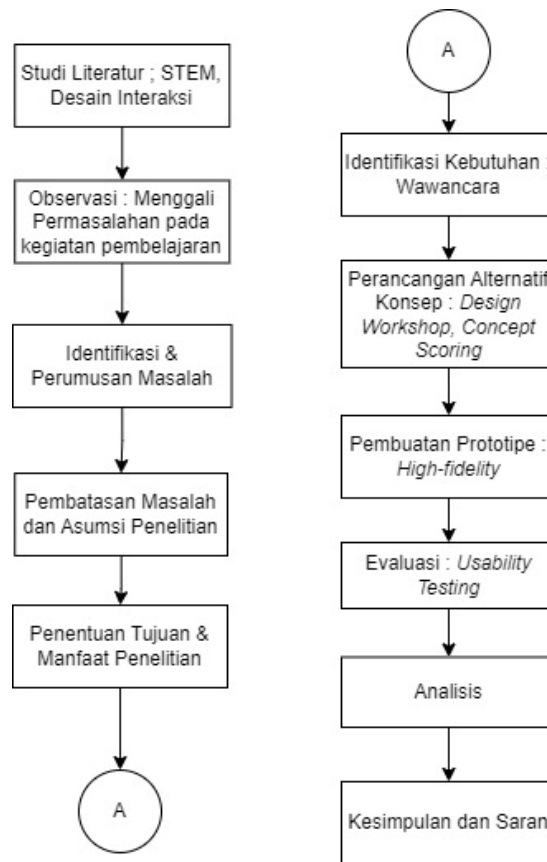 Studi Literatur ; STEM,
Desain Interaksi
Observasi : Menggali
Permasalahan pada
kegiatan pembelajaran
Identifikasi &
Perumusan Masalah
Pembatasan Masalah
dan Asumsi Penelitian
Penentuan Tujuan &
Manfaat Penelitian
A
A
Identifikasi Kebutuhan :
Wawancara
Perancangan Alternatif
Konsep : Design
Workshop, Concept
Scoring
Pembuatan Prototipe :
High-fidelity
Evaluasi : Usability
Testing
Analisis
Kesimpulan dan Saran